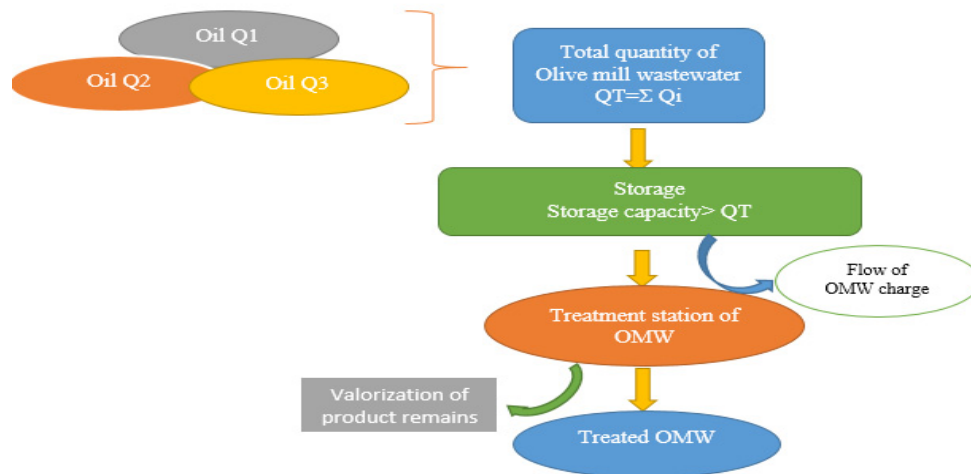 Oil Q1
Oil Q2
Oil Q3
Total quantity of
Olive mill wastewater
QT=Σ Qi
Storage
Storage capacity> QT
Flow of
OMW charge
Treatment station of
OMW
Valorization of
product remains
Treated OMW